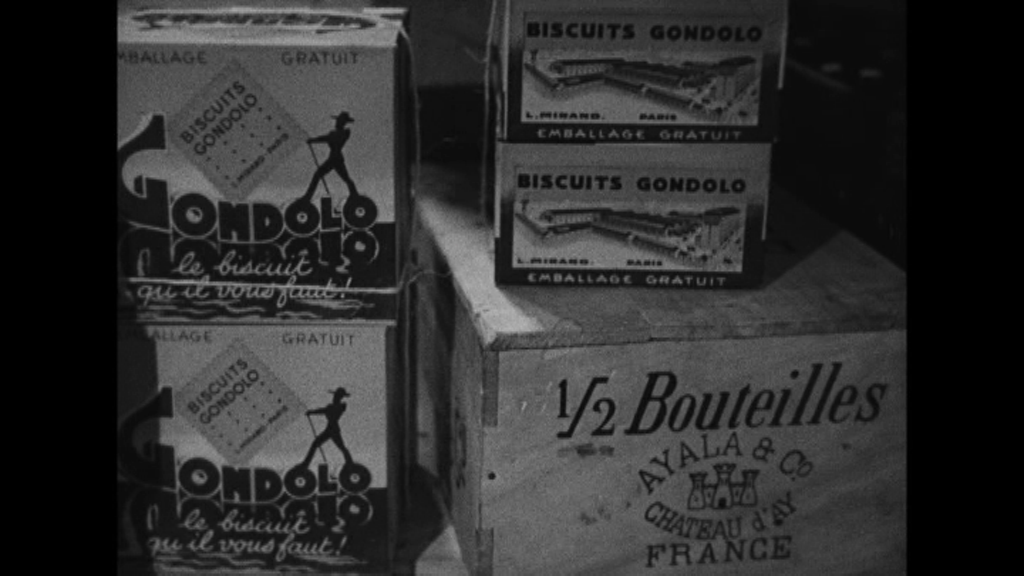 EMBALLAGE GRATUIT
BISCUITS
GONDOLO
GONDOLO
le biscuit
qu'il vous faut!
EMBALLAGE GRATUIT
BISCUITS
GONDOLO
GONDOLO
le biscuit
qu'il vous faut!
BISCUITS GONDOLO
PARIS
EMBALLAGE GRATUIT
BISCUITS GONDOLO
PARIS
EMBALLAGE GRATUIT
1/2 Bouteilles
AYALA & Co
CHATEAU d'AY
FRANCE